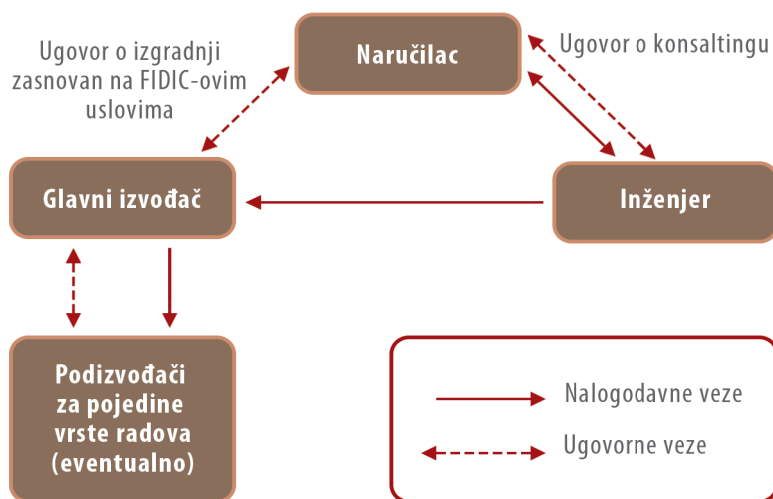 Ugovor o izgradnji
zasnovan na FIDIC-ovim
uslovima
Naručilac
Ugovor o konsaltingu
Glavni izvođač
Inženjer
Podizvođači
za pojedine
vrste radova
(eventualno)
Nalogodavne veze
Ugovorne veze